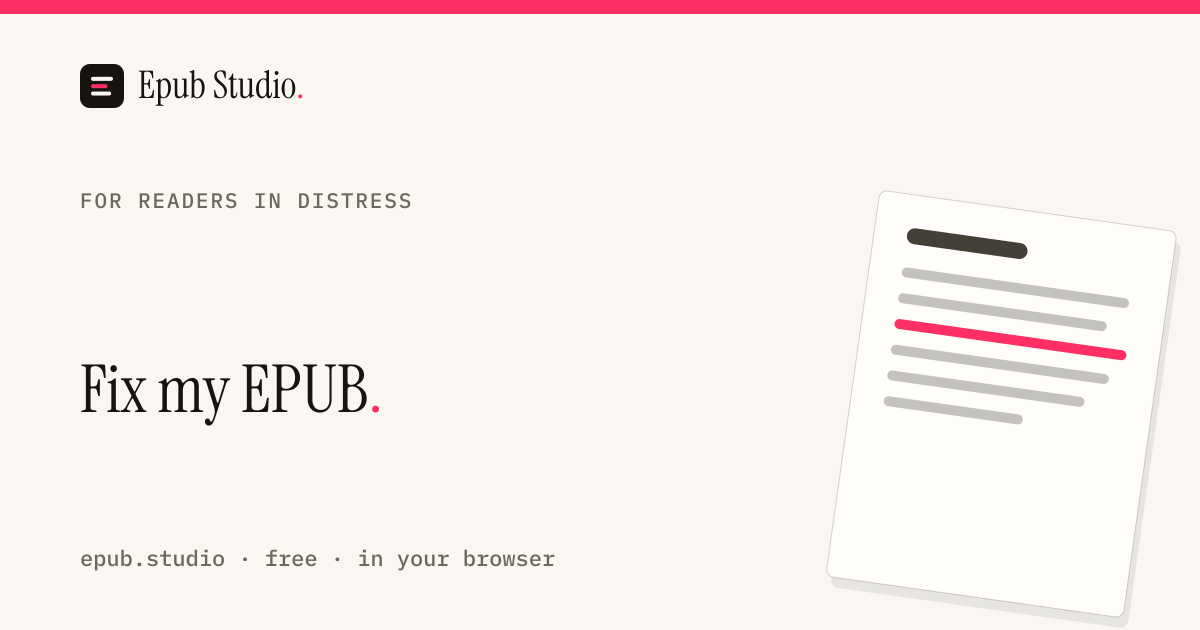 Epub Studio.
FOR READERS IN DISTRESS
Fix my EPUB.
epub.studio · free · in your browser